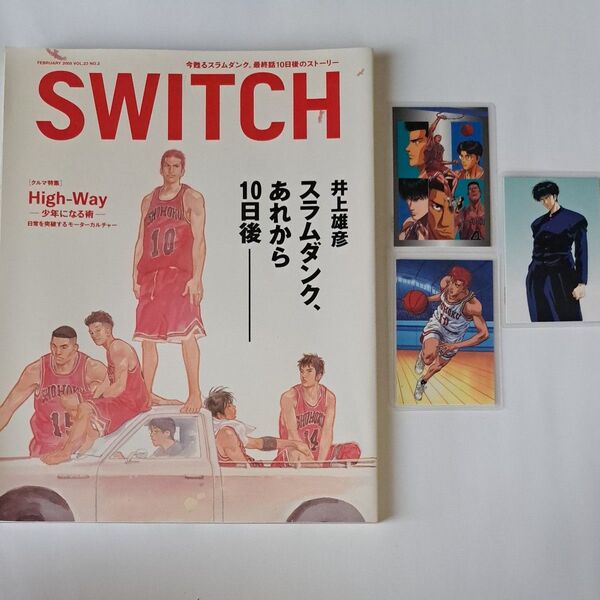 FEBRUARY 2005 VOL.23 NO.2
今甦るスラムダンク。最終話10日後のストーリー
SWITCH
[クルマ特集]
High-Way
— 少年になる術 —
日常を突破するモーターカルチャー
井上雄彦
スラムダンク、
あれから
10日後——
10
SHOHOKU
SHOHOKU
14
SHOHOKU